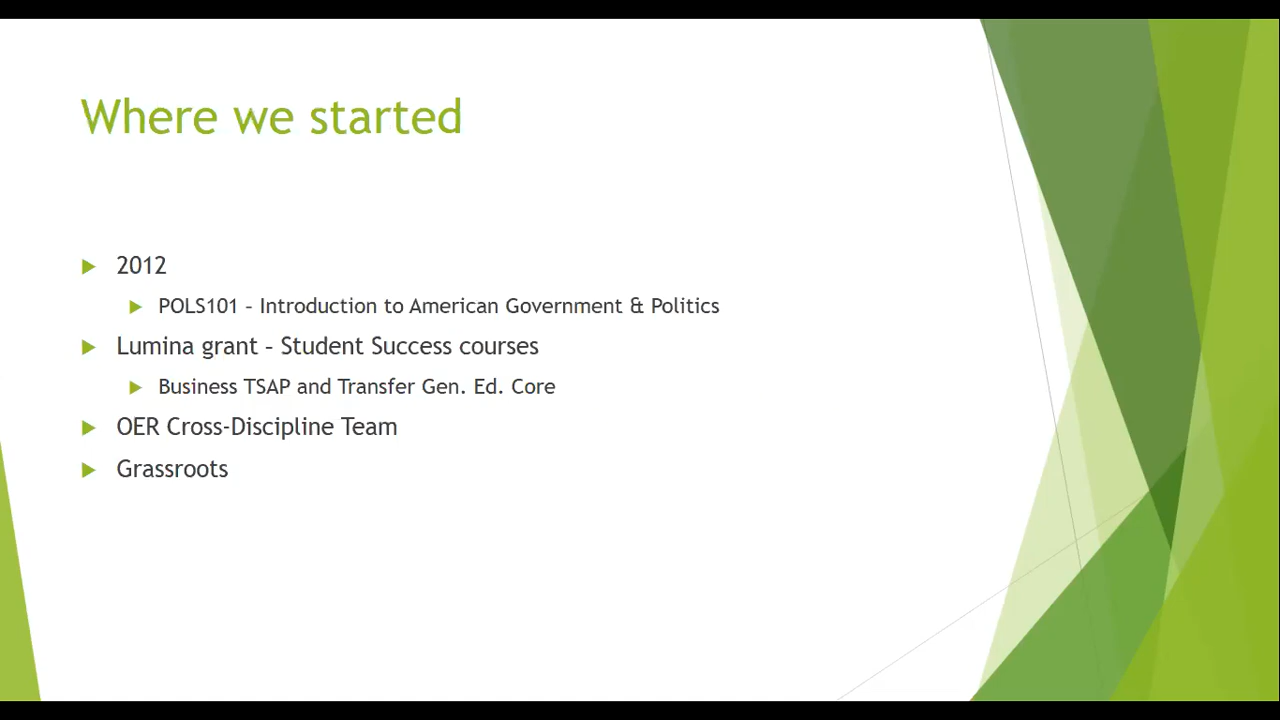 Where we started
2012
POLS101 – Introduction to American Government & Politics
Lumina grant – Student Success courses
Business TSAP and Transfer Gen. Ed. Core
OER Cross-Discipline Team
Grassroots